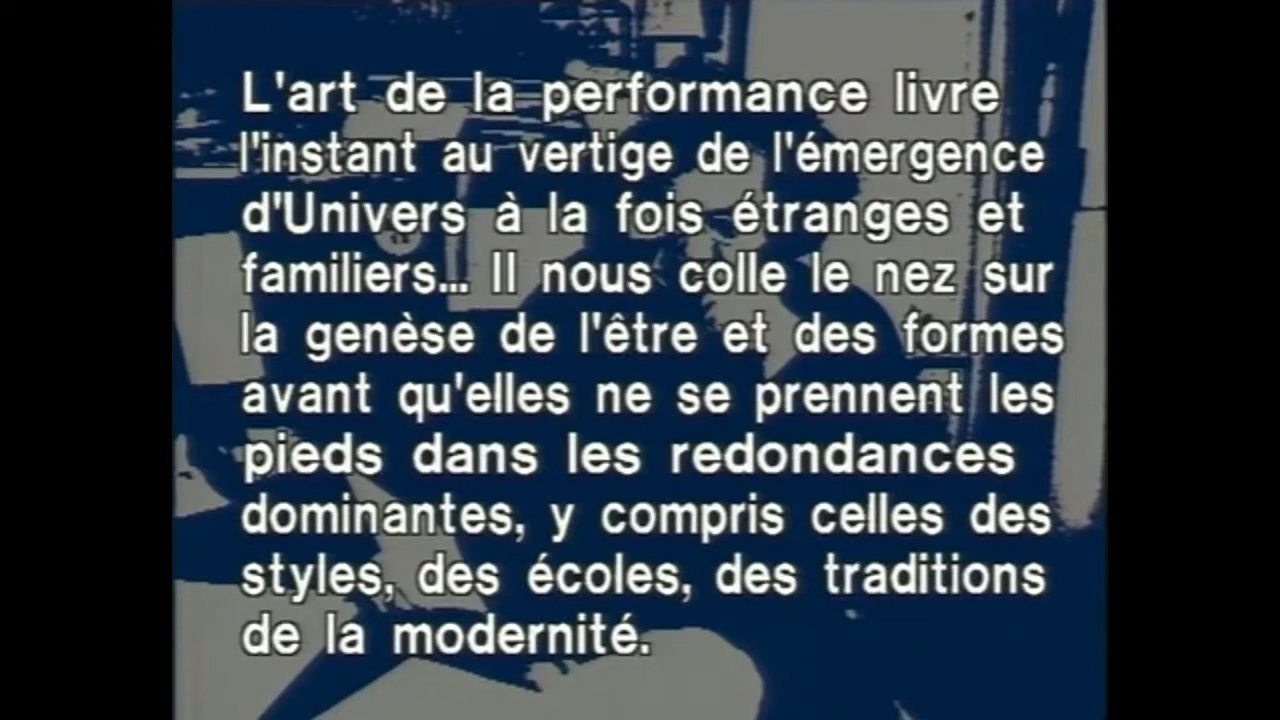 L'art de la performance livre
l'instant au vertige de l'émergence
d'Univers à la fois étranges et
familiers... Il nous colle le nez sur
la genèse de l'être et des formes
avant qu'elles ne se prennent les
pieds dans les redondances
dominantes, y compris celles des
styles, des écoles, des traditions
de la modernité.